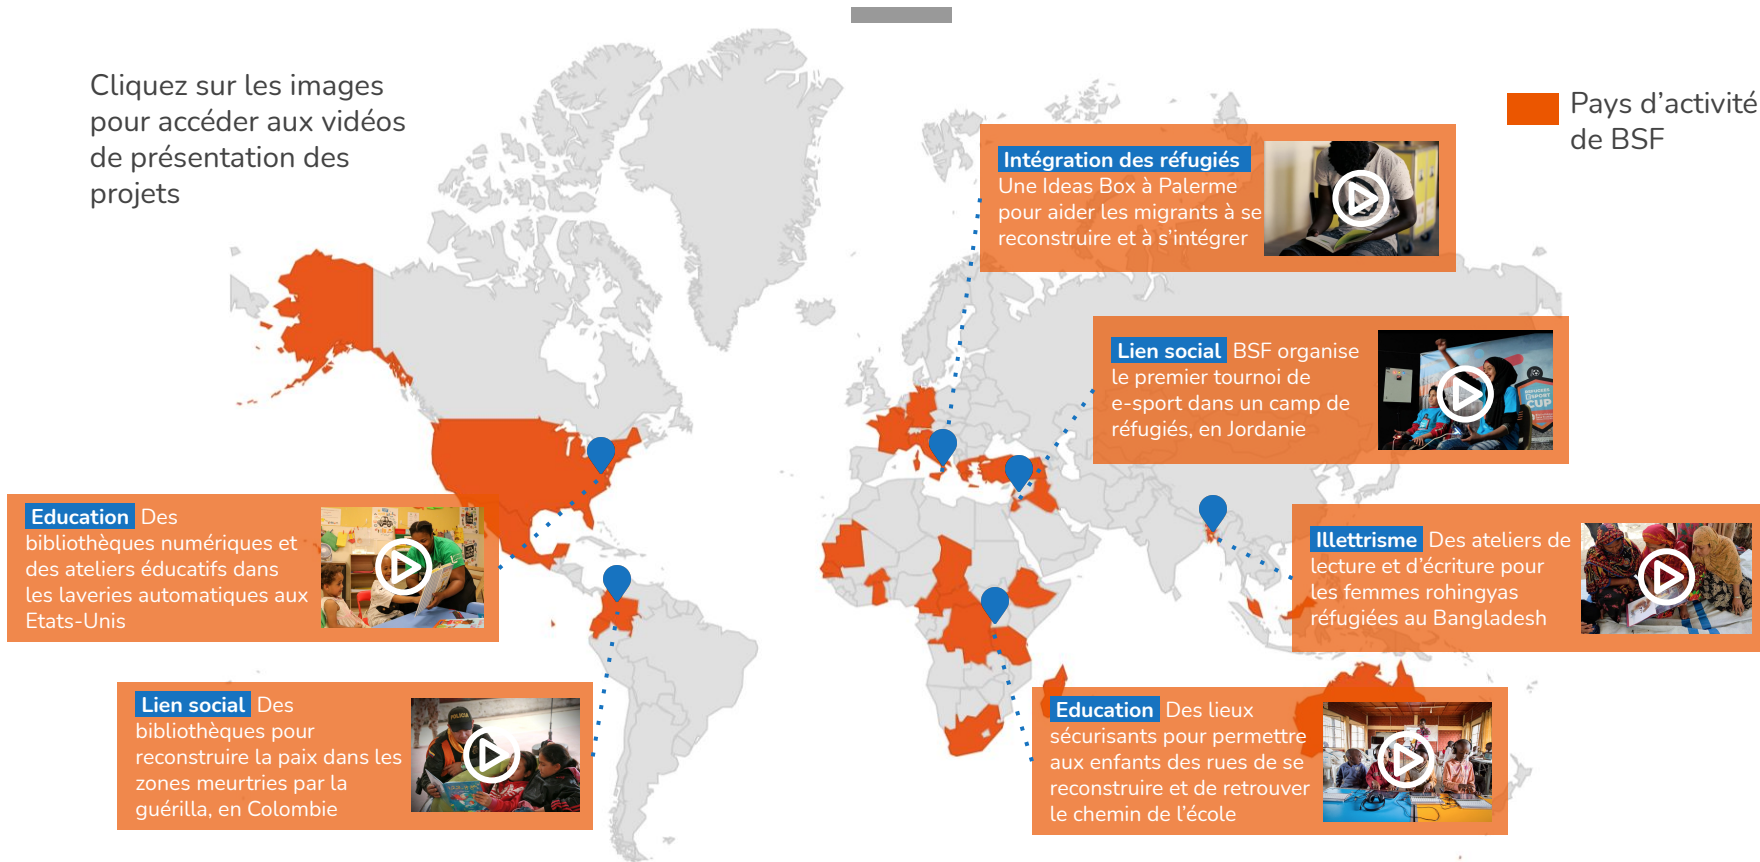 Cliquez sur les images
pour accéder aux vidéos
de présentation des
projets
Pays d’activité
de BSF
Intégration des réfugiés
Une Ideas Box à Palerme
pour aider les migrants à se
reconstruire et à s’intégrer
Lien social BSF organise
le premier tournoi de
e-sport dans un camp de
réfugiés, en Jordanie
CUP
Education Des
bibliothèques numériques et
des ateliers éducatifs dans
les laveries automatiques aux
Etats-Unis
Illettrisme Des ateliers de
lecture et d’écriture pour
les femmes rohingyas
réfugiées au Bangladesh
Lien social Des
bibliothèques pour
reconstruire la paix dans les
zones meurtries par la
guérilla, en Colombie
POLICIA
Education Des lieux
sécurisants pour permettre
aux enfants des rues de se
reconstruire et de retrouver
le chemin de l’école